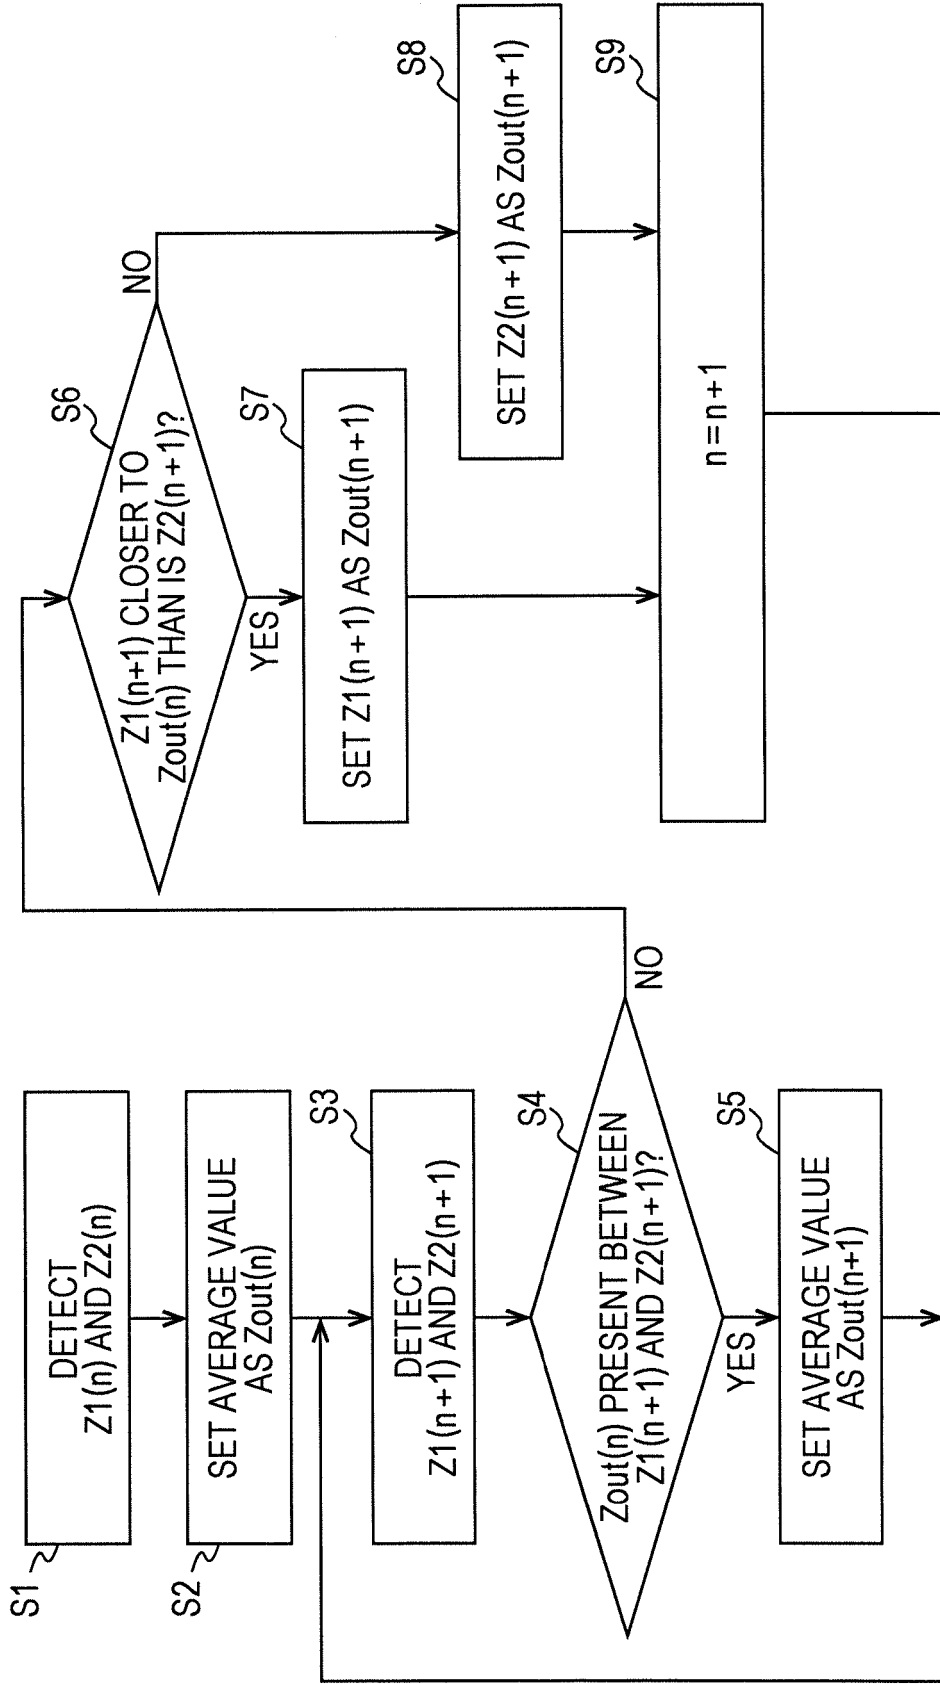 S1
DETECT
Z1(n) AND Z2(n)
S2
SET AVERAGE VALUE
AS Zout(n)
S3
DETECT
Z1(n+1) AND Z2(n+1)
S4
Zout(n) PRESENT BETWEEN
Z1(n+1) AND Z2(n+1)?
NO
YES
S5
SET AVERAGE VALUE
AS Zout(n+1)
S6
Z1(n+1) CLOSER TO
Zout(n) THAN IS Z2(n+1)?
NO
YES
S7
SET Z1(n+1) AS Zout(n+1)
S8
SET Z2(n+1) AS Zout(n+1)
S9
n=n+1